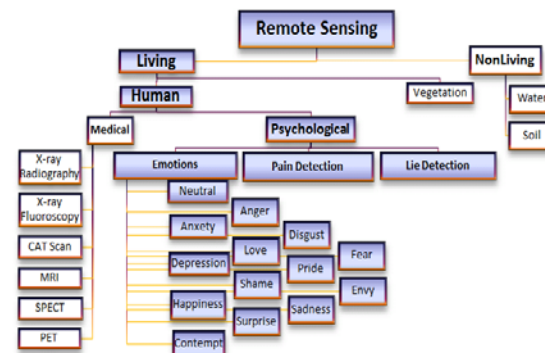 Remote Sensing
Living
NonLiving
Human
Vegetation
Water
Soil
Medical
Psychological
X-ray
Radiography
X-ray
Fluoroscopy
CAT Scan
MRI
SPECT
PET
Emotions
Pain Detection
Lie Detection
Neutral
Anger
Anxety
Disgust
Love
Fear
Depression
Pride
Shame
Envy
Happiness
Sadness
Surprise
Contempt